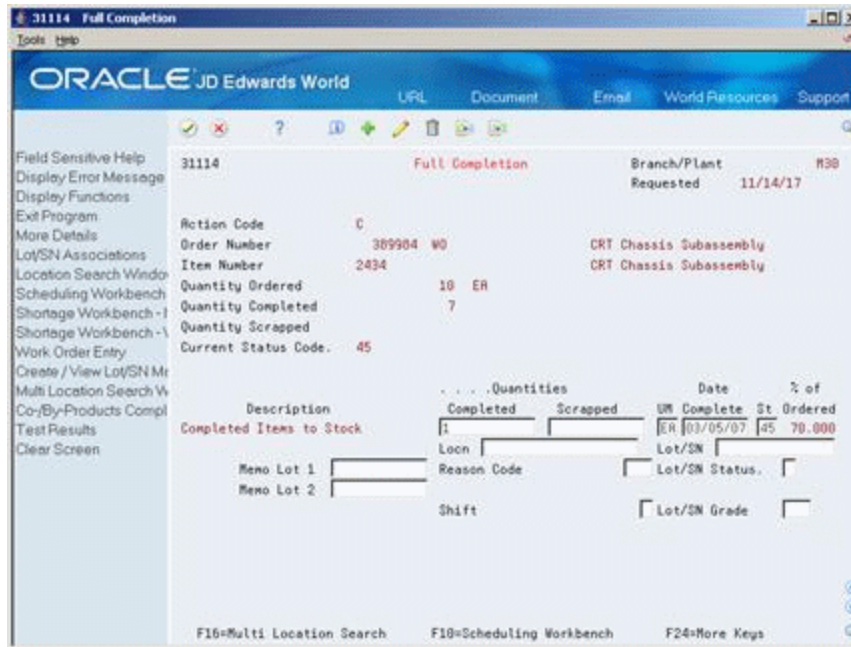 31114 Full Completion
Tools Help
ORACLE JD Edwards World
URL Document Email World Resources Support
Field Sensitive Help
Display Error Message
Display Functions
Exit Program
More Details
Lot/SN Associations
Location Search Window
Scheduling Workbench
Shortage Workbench - I
Shortage Workbench - W
Work Order Entry
Create / View Lot/SN Me
Multi Location Search W
Co-/By-Products Compl
Test Results
Clear Screen
31114 Full Completion Branch/Plant M30
Requested 11/14/17
Action Code C
Order Number 389984 WO CRT Chassis Subassembly
Item Number 2434 CRT Chassis Subassembly
Quantity Ordered 10 EA
Quantity Completed 7
Quantity Scrapped
Current Status Code. 45
. . . .Quantities Date % of
Description Completed Scrapped UM Complete St Ordered
Completed Items to Stock 1 EA 03/05/07 45 70.000
Locn Lot/SN
Memo Lot 1 Reason Code Lot/SN Status.
Memo Lot 2
Shift Lot/SN Grade
F16=Multi Location Search F18=Scheduling Workbench F24=More Keys